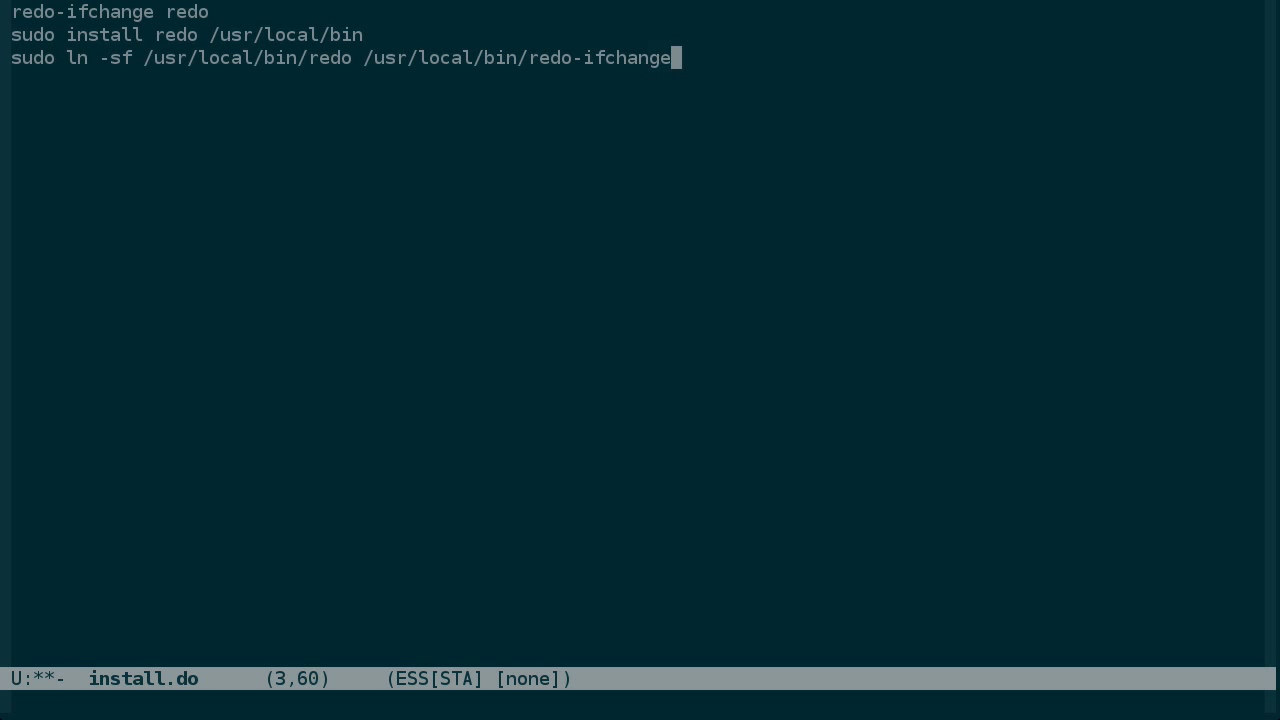 redo-ifchange redo
sudo install redo /usr/local/bin
sudo ln -sf /usr/local/bin/redo /usr/local/bin/redo-ifchange
U:**-  install.do      (3,60)     (ESS[STA] [none])